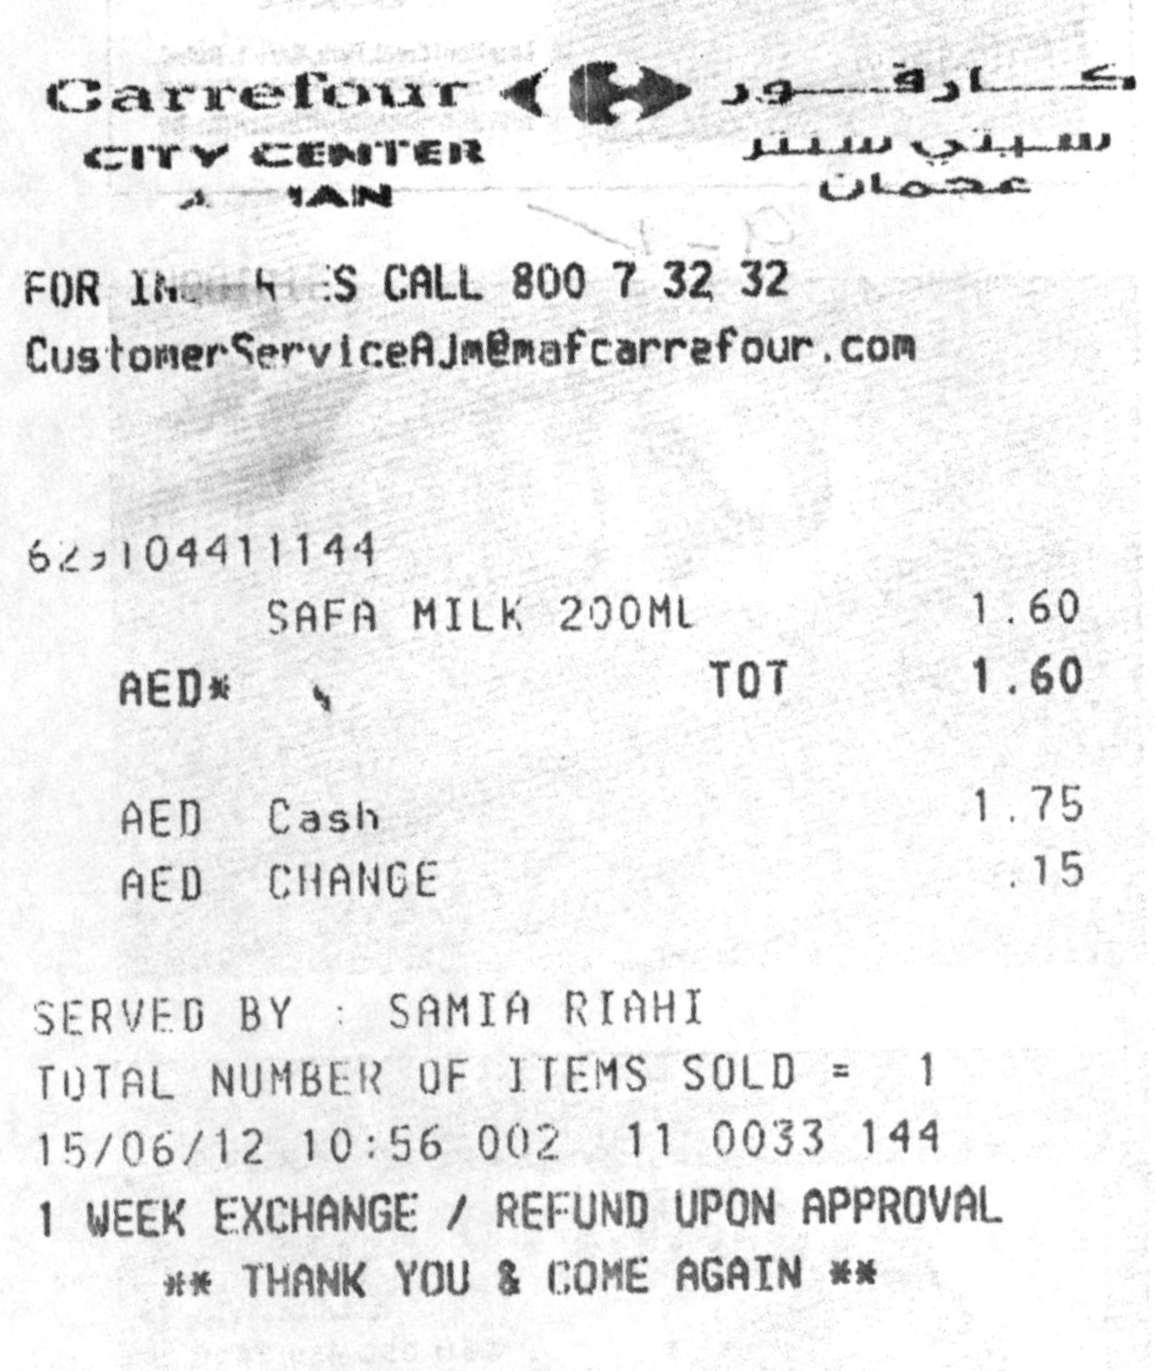 Carrefour كارفور
CITY CENTER سيتي سنتر
عجمان
FOR CALL 800 7 32 32
CustomerServiceAJm@mafcarrefour.com
SAFA MILK 200ML 1.60
AED* TOT 1.60
AED Cash 1.75
AED CHANGE .15
SERVED BY : SAMIA RIAHI
TOTAL NUMBER OF ITEMS SOLD = 1
15/06/12 10:56 002 11 0033 144
1 WEEK EXCHANGE / REFUND UPON APPROVAL
** THANK YOU & COME AGAIN **